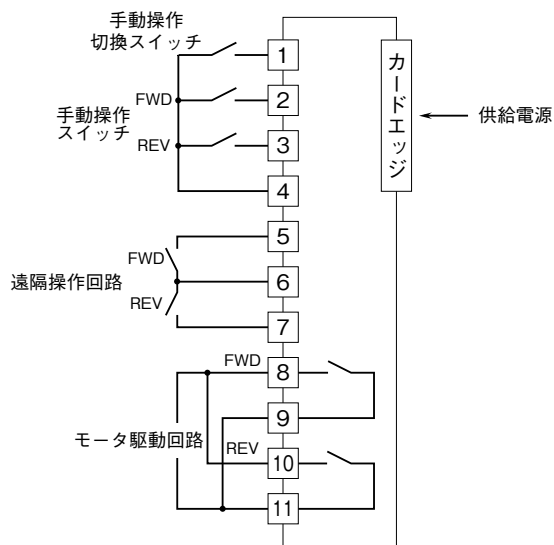 手動操作
切換スイッチ
1
FWD
2
手動操作
スイッチ
REV
3
4
カードエッジ
供給電源
5
FWD
遠隔操作回路
6
REV
7
FWD
8
9
モータ駆動回路
REV
10
11